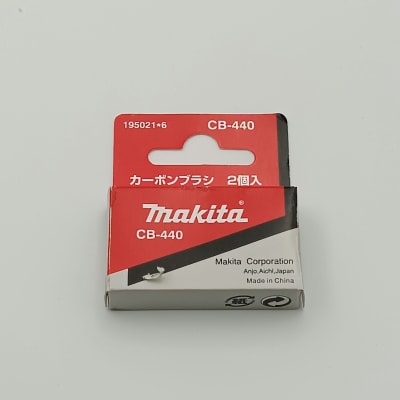 195021*6 CB-440
カーボンブラシ 2個入
makita®
CB-440
Makita Corporation
Anjo,Aichi,Japan
Made in China